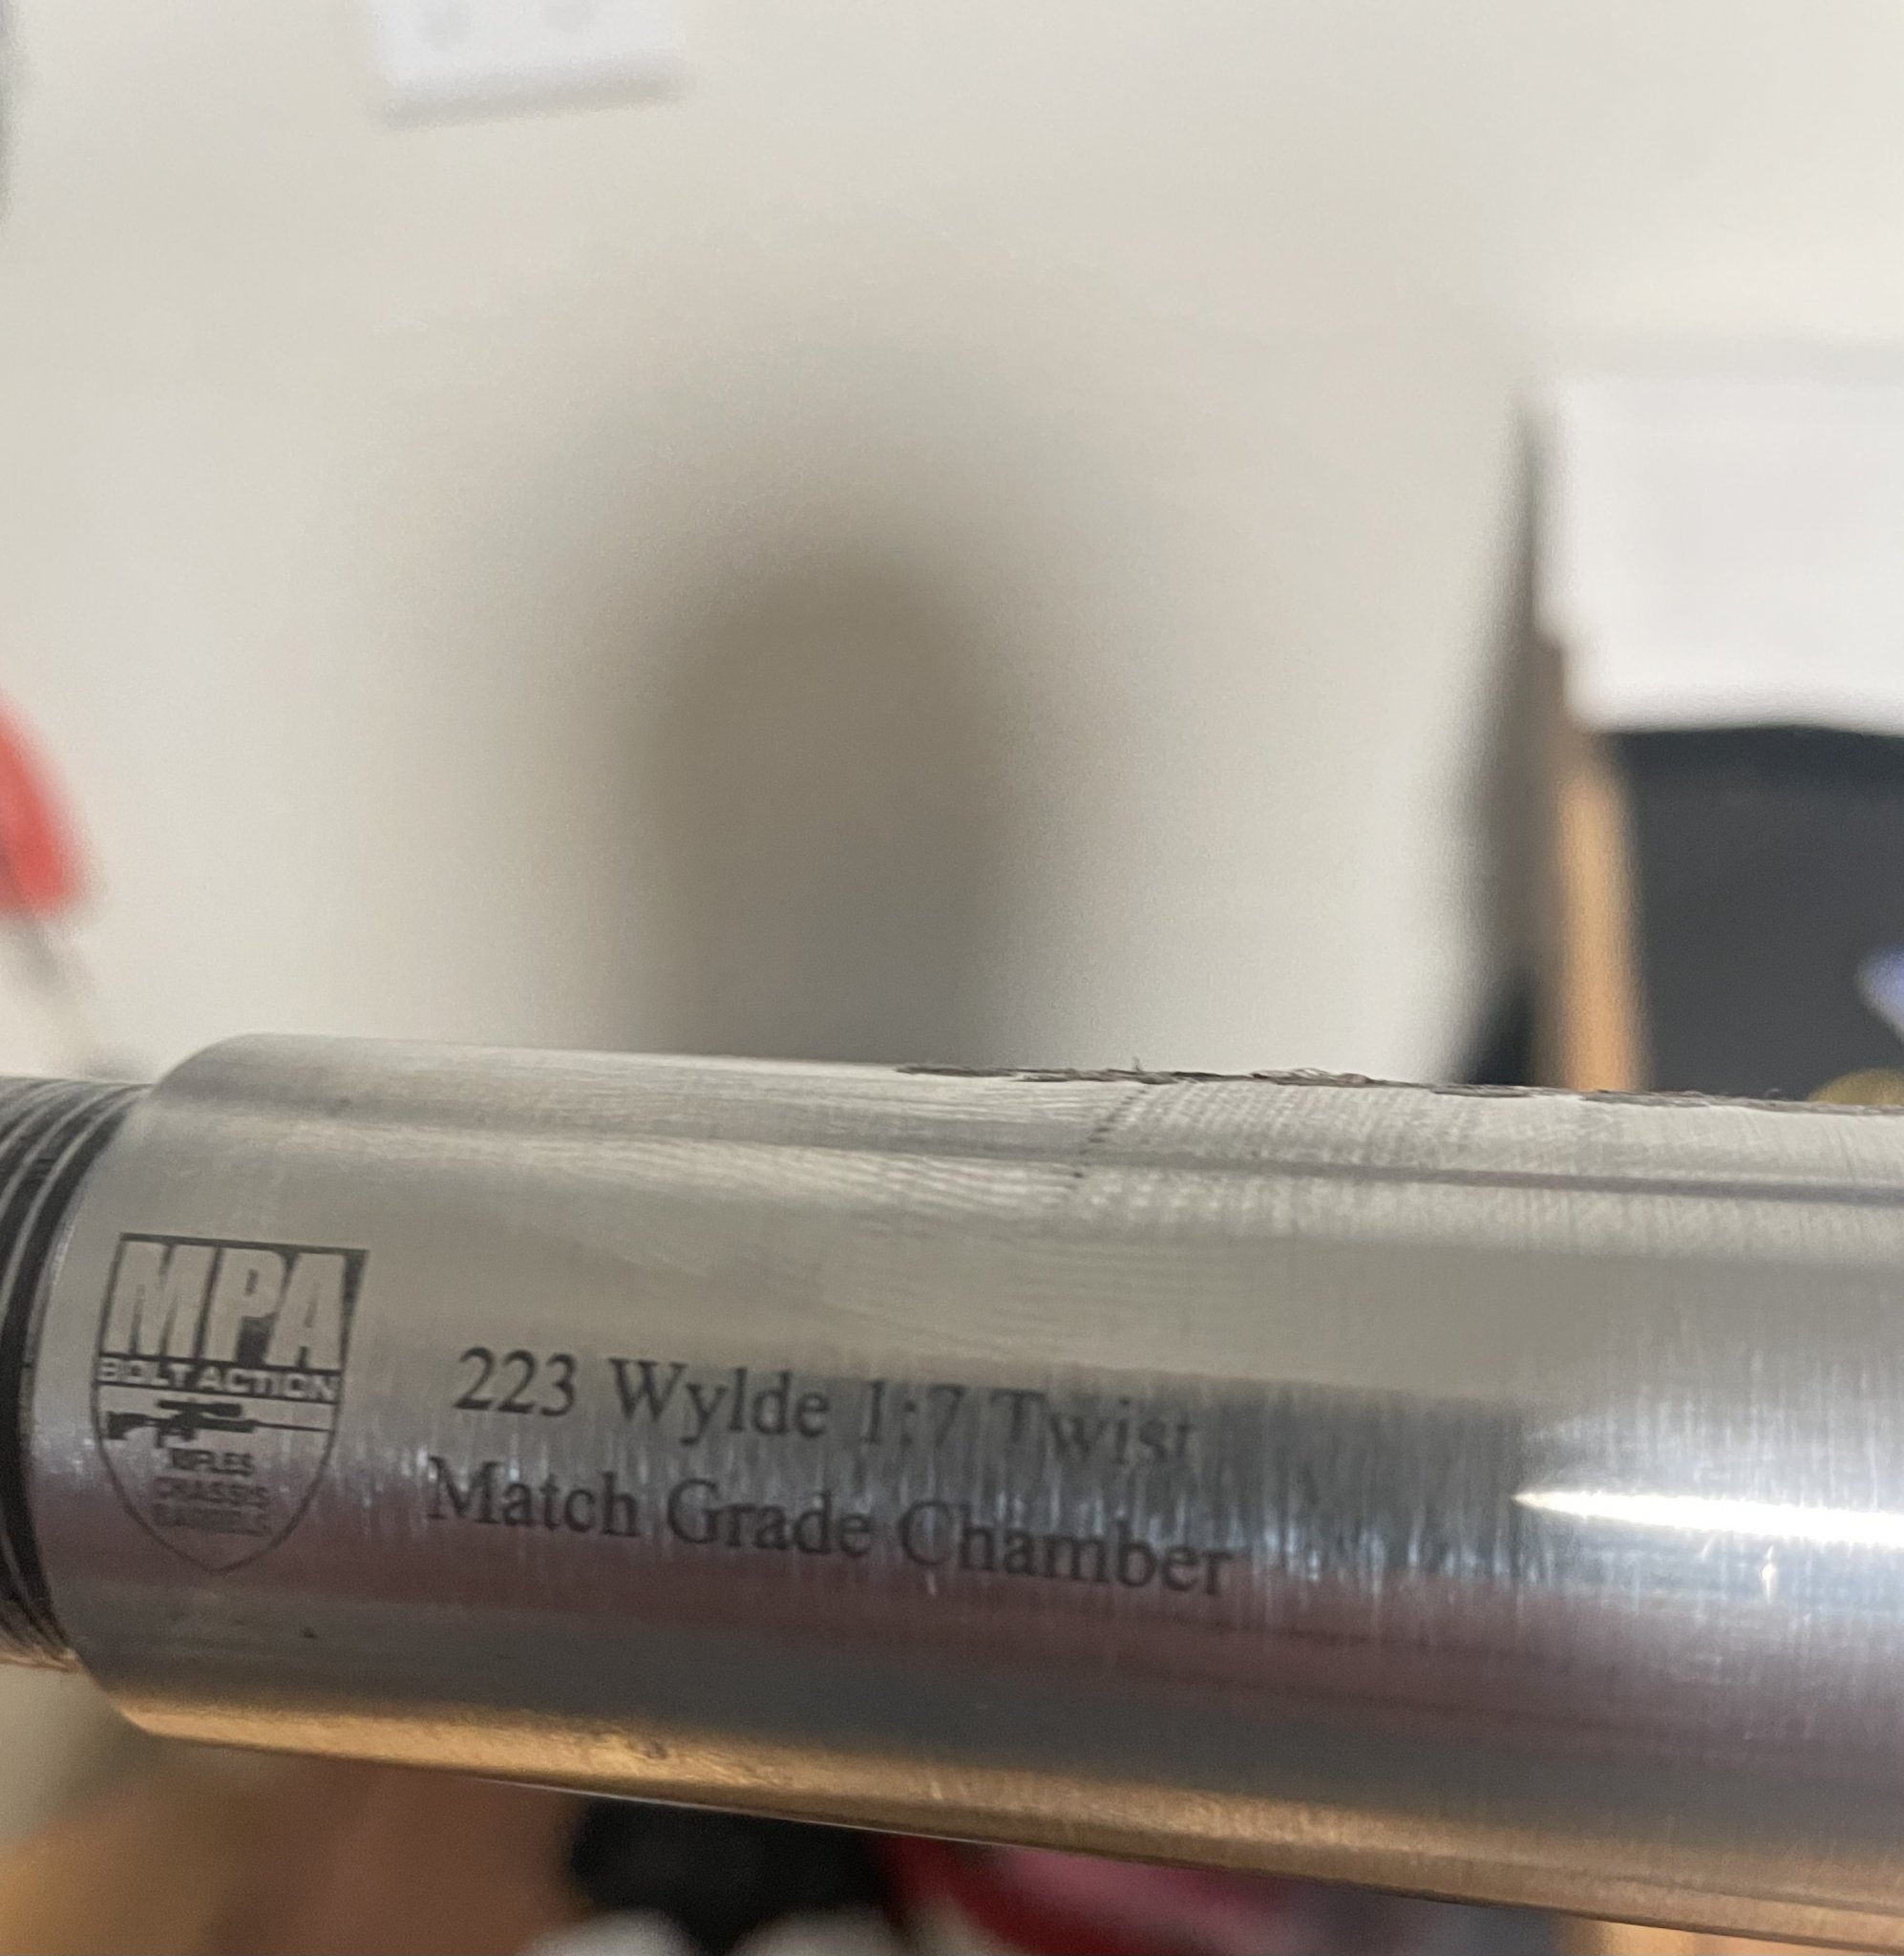 MPA
BOLT ACTION
RIFLES
CHASSIS
BARRELS
223 Wylde 1:7 Twist
Match Grade Chamber